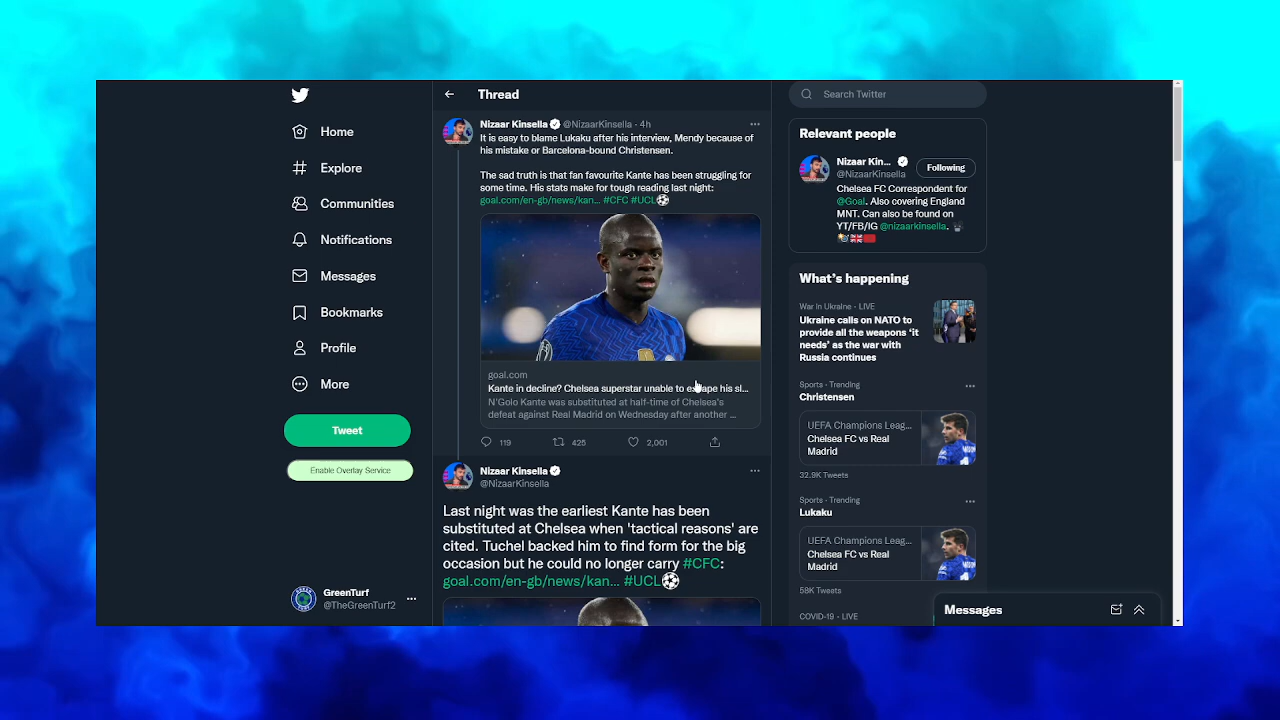 Home
Explore
Communities
Notifications
Messages
Bookmarks
Profile
More
Tweet
Enable Overlay Service
GreenTurf
@TheGreenTurf2
Thread
Nizaar Kinsella @NizaarKinsella · 4h
It is easy to blame Lukaku after his interview, Mendy because of
his mistake or Barcelona-bound Christensen.
The sad truth is that fan favourite Kante has been struggling for
some time. His stats make for tough reading last night:
goal.com/en-gb/news/kan... #CFC #UCL⚽
goal.com
Kante in decline? Chelsea superstar unable to escape his sl...
N'Golo Kante was substituted at half-time of Chelsea's
defeat against Real Madrid on Wednesday after another ...
119 425 2,001
Nizaar Kinsella
@NizaarKinsella
Last night was the earliest Kante has been
substituted at Chelsea when 'tactical reasons' are
cited. Tuchel backed him to find form for the big
occasion but he could no longer carry #CFC:
goal.com/en-gb/news/kan... #UCL⚽
Search Twitter
Relevant people
Nizaar Kin...
@NizaarKinsella
Following
Chelsea FC Correspondent for
@Goal. Also covering England
MNT. Can also be found on
YT/FB/IG @nizaarkinsella.
What's happening
War in Ukraine · LIVE
Ukraine calls on NATO to
provide all the weapons 'it
needs' as the war with
Russia continues
Sports · Trending
Christensen
UEFA Champions Leag...
Chelsea FC vs Real
Madrid
32.9K Tweets
Sports · Trending
Lukaku
UEFA Champions Leag...
Chelsea FC vs Real
Madrid
58K Tweets
COVID-19 · LIVE
Messages